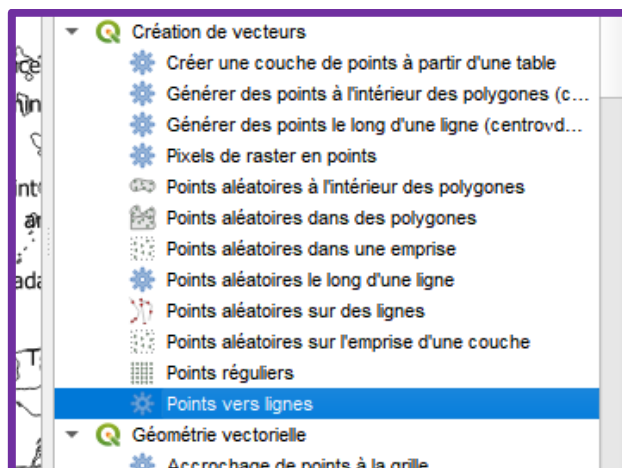 Création de vecteurs
Créer une couche de points à partir d'une table
Générer des points à l'intérieur des polygones (c...
Générer des points le long d'une ligne (centroνd...
Pixels de raster en points
Points aléatoires à l'intérieur des polygones
Points aléatoires dans des polygones
Points aléatoires dans une emprise
Points aléatoires le long d'une ligne
Points aléatoires sur des lignes
Points aléatoires sur l'emprise d'une couche
Points réguliers
Points vers lignes
Géométrie vectorielle
Accrochage de points à la grille